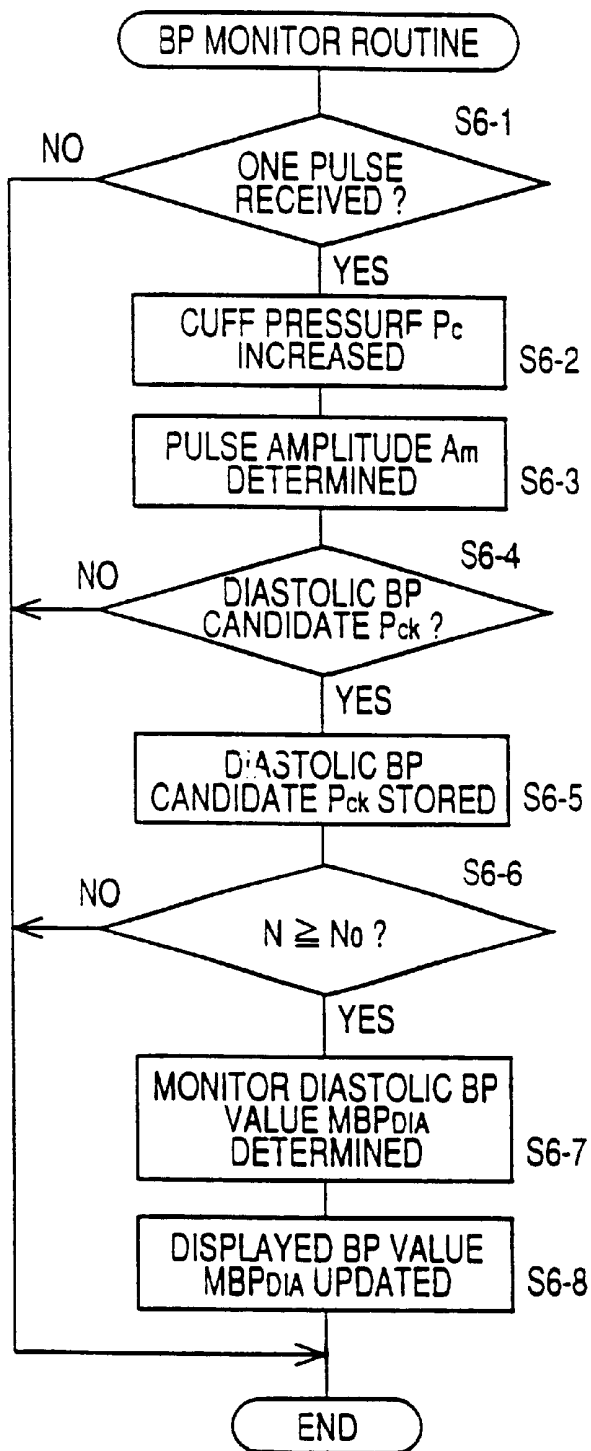 BP MONITOR ROUTINE
S6-1
NO
ONE PULSE
RECEIVED ?
YES
CUFF PRESSURF Pc
INCREASED
S6-2
PULSE AMPLITUDE Am
DETERMINED
S6-3
S6-4
NO
DIASTOLIC BP
CANDIDATE Pck ?
YES
DIASTOLIC BP
CANDIDATE Pck STORED
S6-5
S6-6
NO
N ≧ No ?
YES
MONITOR DIASTOLIC BP
VALUE MBPDIA
DETERMINED
S6-7
DISPLAYED BP VALUE
MBPDIA UPDATED
S6-8
END